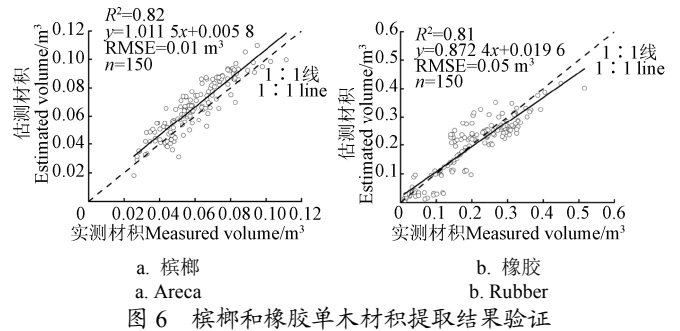 R²=0.82
y=1.011 5x+0.005 8
RMSE=0.01 m³
n=150
1∶1线
1∶1 line
估测材积
Estimated volume/m³
0.12
0.10
0.08
0.06
0.04
0.02
0 0.02 0.04 0.06 0.08 0.10 0.12
实测材积Measured volume/m³
a. 槟榔
a. Areca
R²=0.81
y=0.872 4x+0.019 6
RMSE=0.05 m³
n=150
1∶1线
1∶1 line
估测材积
Estimated volume/m³
0.6
0.5
0.4
0.3
0.2
0.1
0 0.1 0.2 0.3 0.4 0.5 0.6
实测材积Measured volume/m³
b. 橡胶
b. Rubber
图 6 槟榔和橡胶单木材积提取结果验证